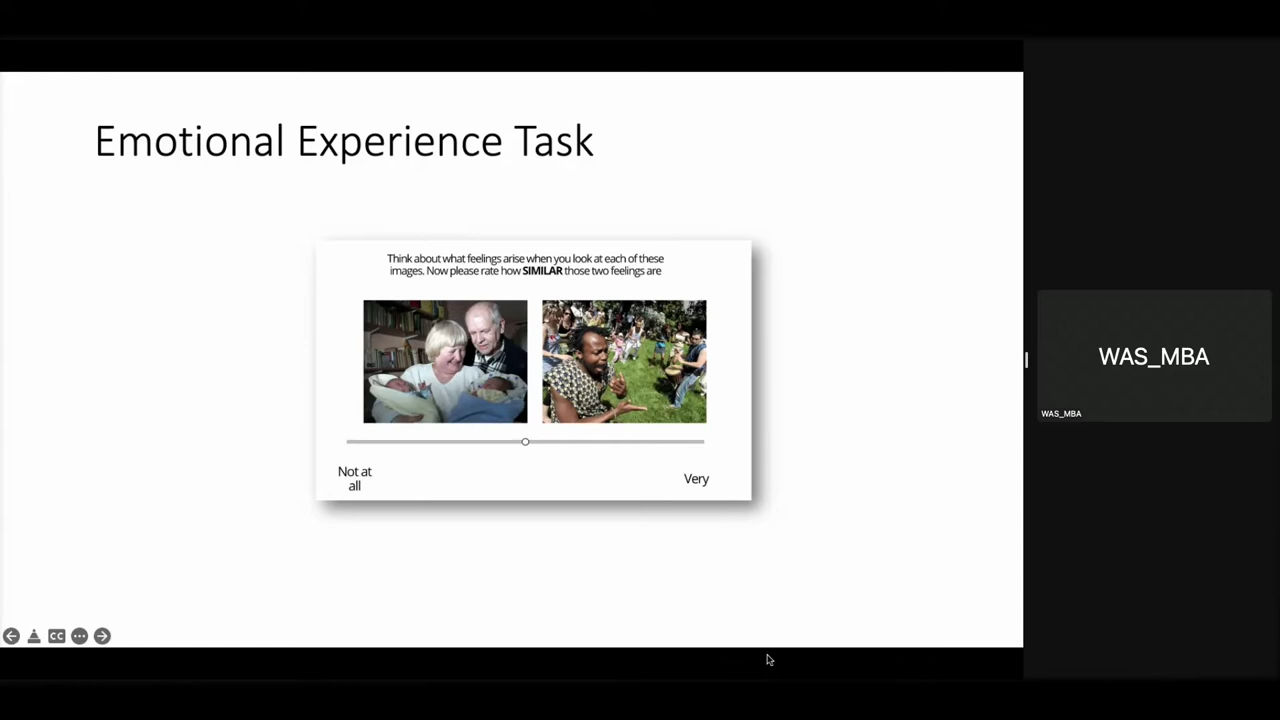 Emotional Experience Task
Think about what feelings arise when you look at each of these
images. Now please rate how SIMILAR those two feelings are
Not at
all
Very
CC
WAS_MBA
WAS_MBA